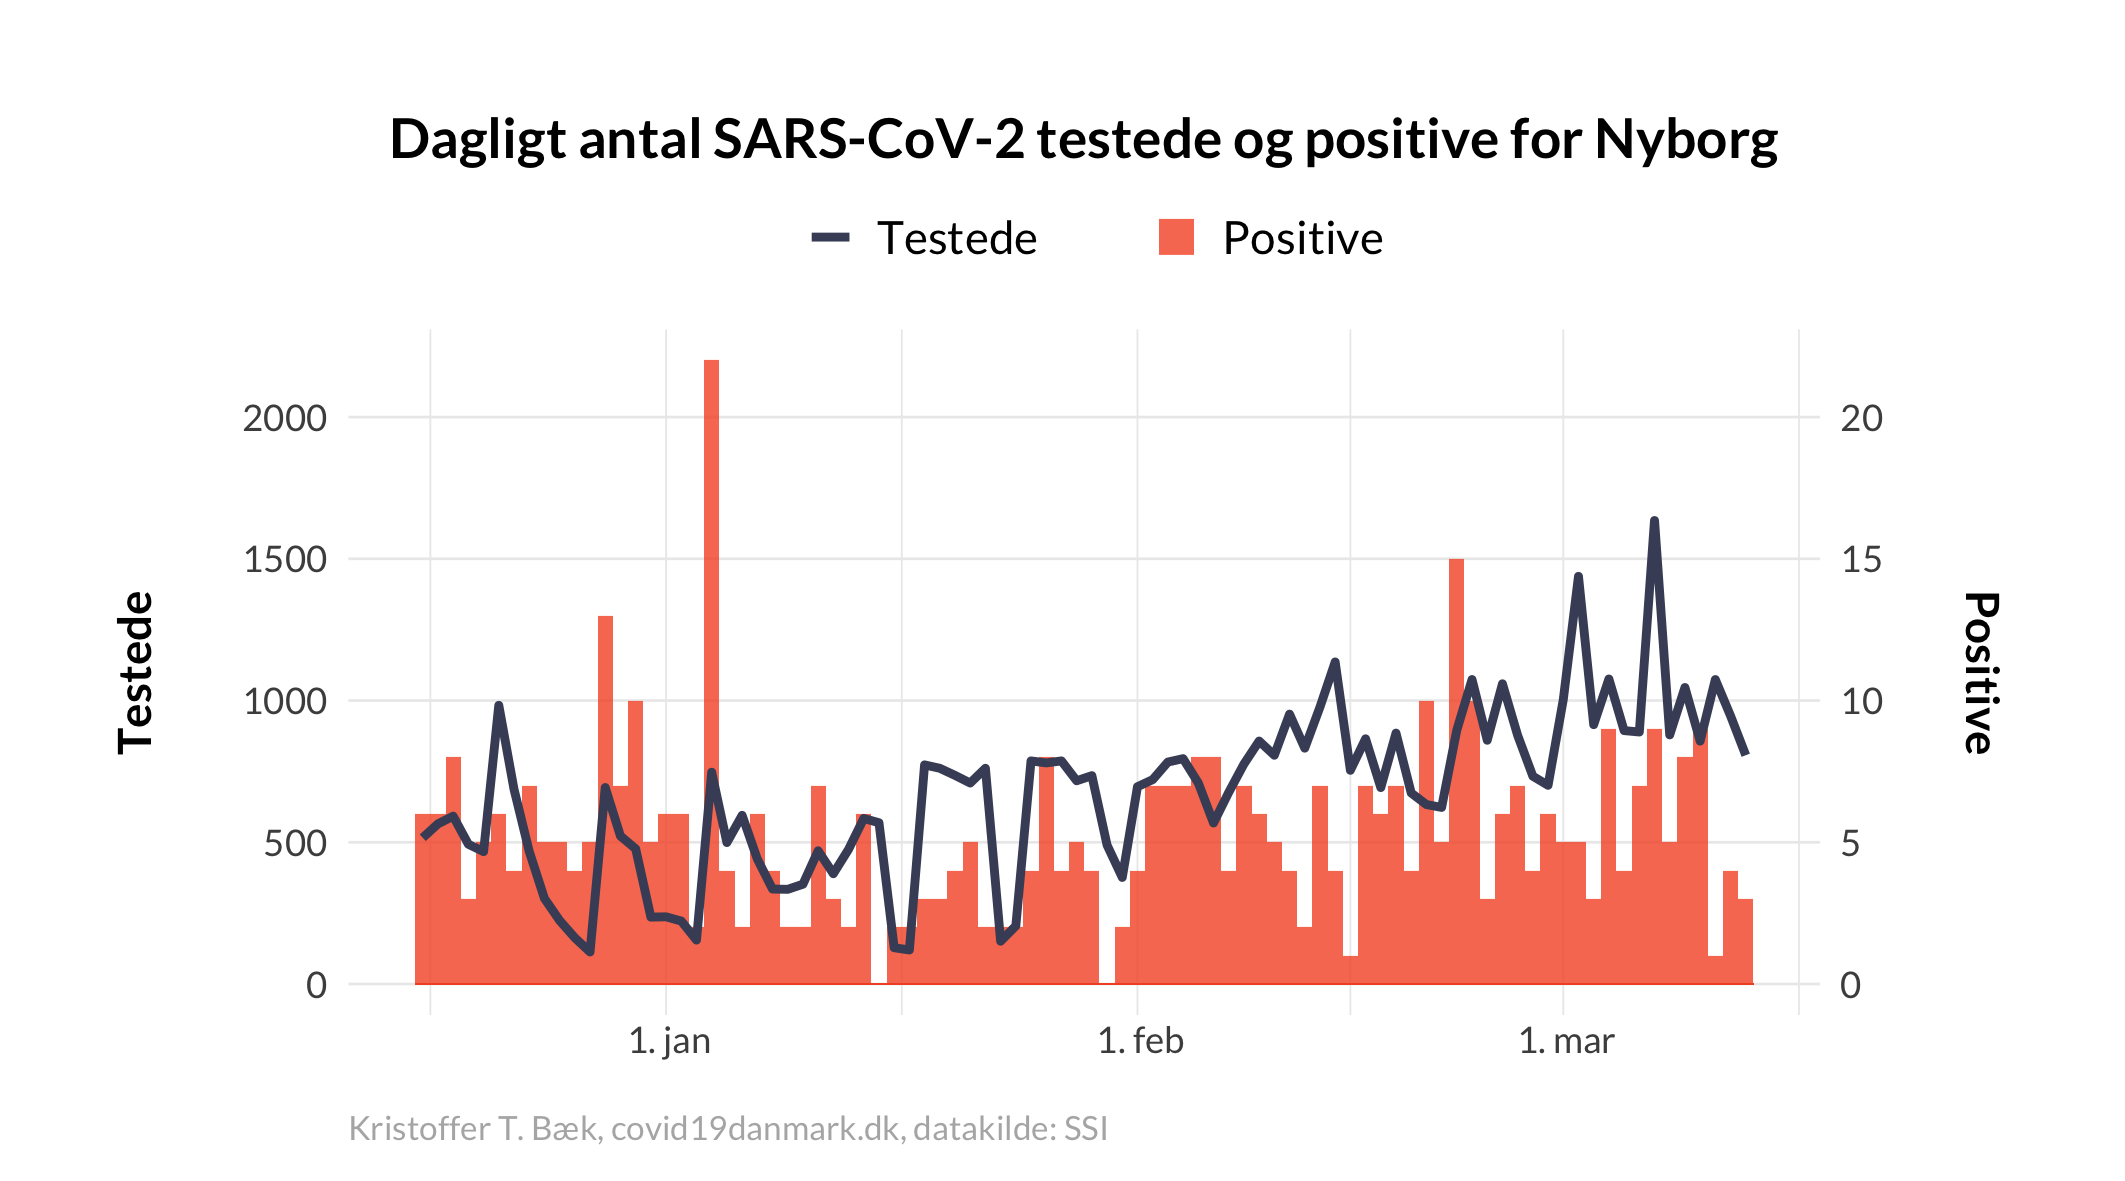 Dagligt antal SARS-CoV-2 testede og positive for Nyborg
Testede Positive
2000 20
1500 15
1000 10
500 5
0 0
Testede
Positive
1. jan 1. feb 1. mar
Kristoffer T. Bæk, covid19danmark.dk, datakilde: SSI